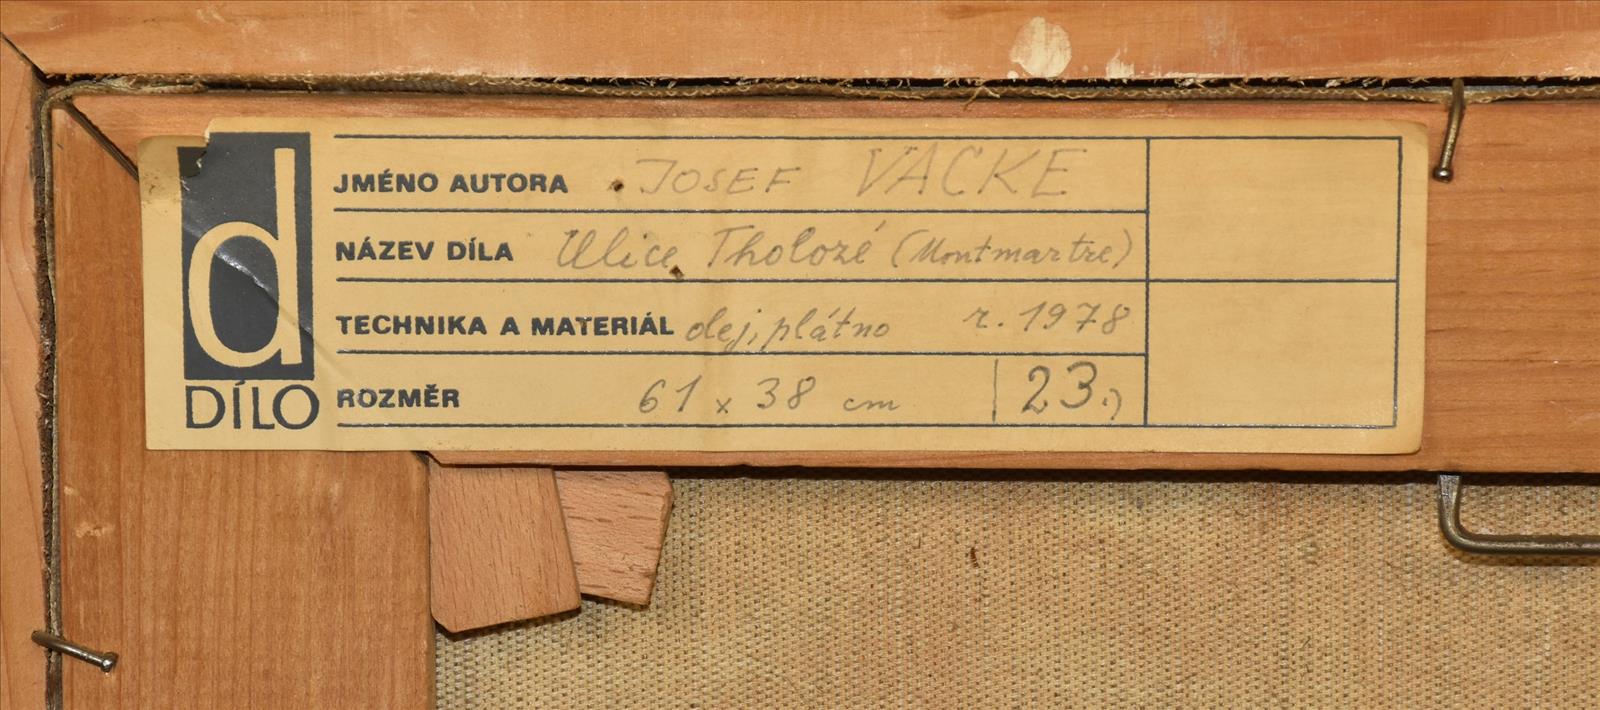 d
DÍLO
JMÉNO AUTORA JOSEF VACKE
NÁZEV DÍLA Ulice Tholozé (Montmartre)
TECHNIKA A MATERIÁL olej, plátno r. 1978
ROZMĚR 61 x 38 cm 23.)